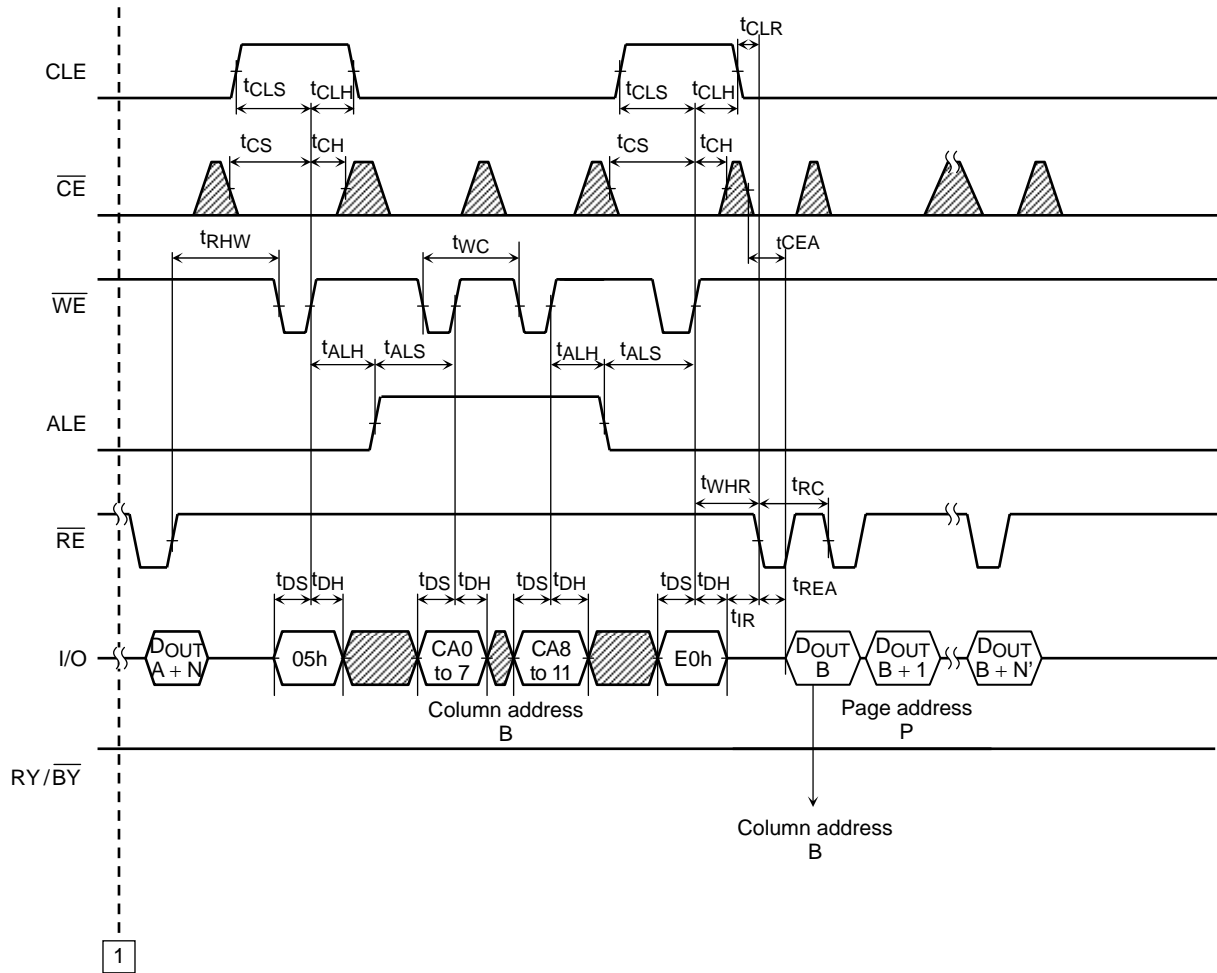 tCLR
CLE
tCLS tCLH tCLS tCLH
tCS tCH tCS tCH
CE
tRHW tWC tCEA
WE
tALH tALS tALH tALS
ALE
tWHR tRC
RE
tDS tDH tDS tDH tDS tDH tDS tDH tREA
tIR
I/O
DOUT A + N
05h
CA0 to 7
CA8 to 11
E0h
DOUT B
DOUT B + 1
DOUT B + N’
Column address
B
Page address
P
RY/BY
Column address
B
1